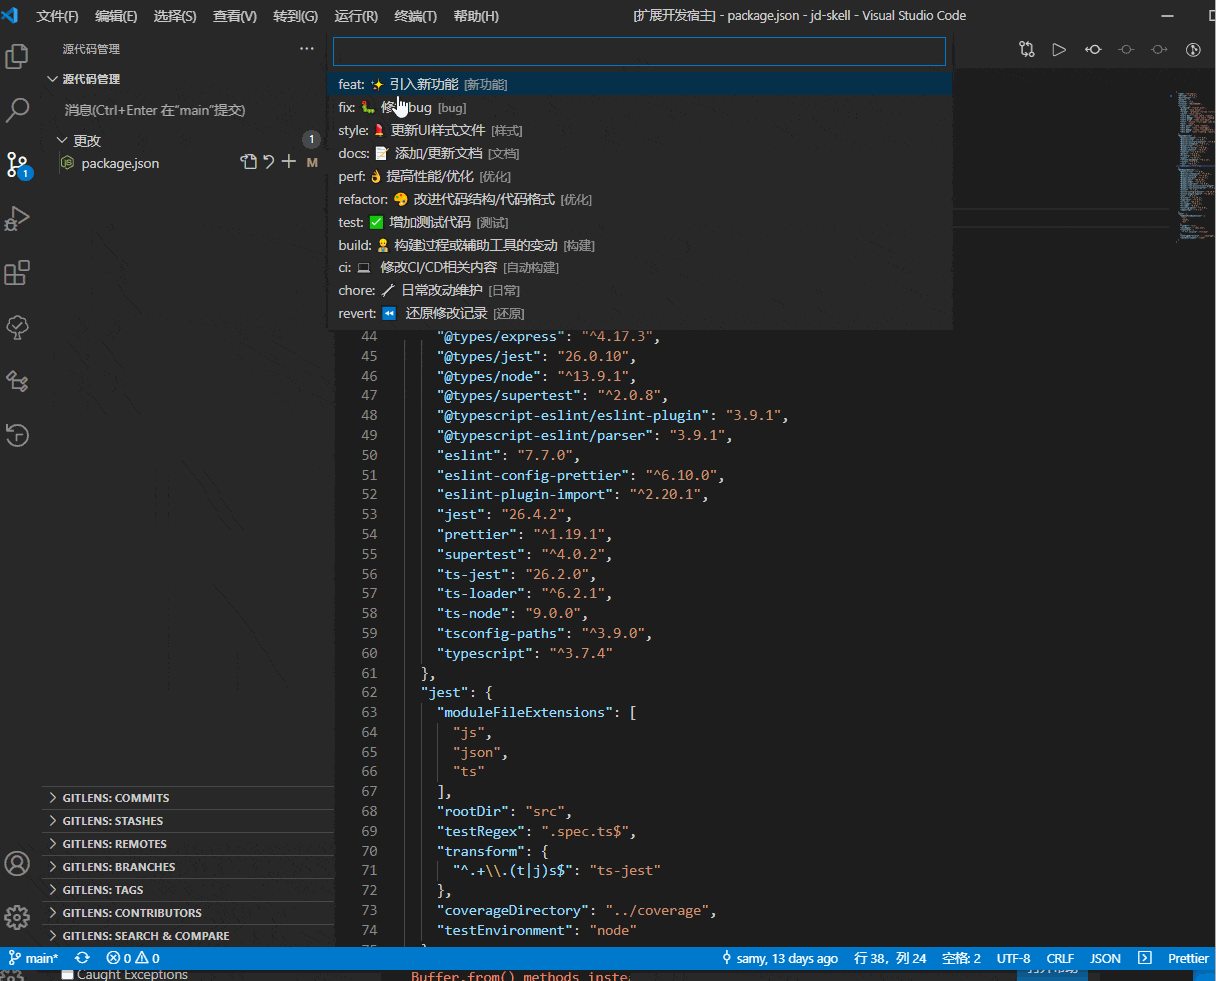 文件(F) 编辑(E) 选择(S) 查看(V) 转到(G) 运行(R) 终端(T) 帮助(H) [扩展开发宿主] - package.json - jd-skell - Visual Studio Code
源代码管理
源代码管理
消息(Ctrl+Enter 在"main"提交)
更改 1
package.json M
1
feat: ✨ 引入新功能 [新功能]
fix: 🐛 修 bug [bug]
style: 💄 更新UI样式文件 [样式]
docs: 📝 添加/更新文档 [文档]
perf: 👌 提高性能/优化 [优化]
refactor: 🎨 改进代码结构/代码格式 [优化]
test: ✅ 增加测试代码 [测试]
build: 👷 构建过程或辅助工具的变动 [构建]
ci: 💻 修改CI/CD相关内容 [自动构建]
chore: 🔧 日常改动维护 [日常]
revert: ⏪ 还原修改记录 [还原]
44 "@types/express": "^4.17.3",
45 "@types/jest": "26.0.10",
46 "@types/node": "^13.9.1",
47 "@types/supertest": "^2.0.8",
48 "@typescript-eslint/eslint-plugin": "3.9.1",
49 "@typescript-eslint/parser": "3.9.1",
50 "eslint": "7.7.0",
51 "eslint-config-prettier": "^6.10.0",
52 "eslint-plugin-import": "^2.20.1",
53 "jest": "26.4.2",
54 "prettier": "^1.19.1",
55 "supertest": "^4.0.2",
56 "ts-jest": "26.2.0",
57 "ts-loader": "^6.2.1",
58 "ts-node": "9.0.0",
59 "tsconfig-paths": "^3.9.0",
60 "typescript": "^3.7.4"
61 },
62 "jest": {
63 "moduleFileExtensions": [
64 "js",
65 "json",
66 "ts"
67 ],
68 "rootDir": "src",
69 "testRegex": ".spec.ts$",
70 "transform": {
71 "^.+\\.(t|j)s$": "ts-jest"
72 },
73 "coverageDirectory": "../coverage",
74 "testEnvironment": "node"
GITLENS: COMMITS
GITLENS: STASHES
GITLENS: REMOTES
GITLENS: BRANCHES
GITLENS: TAGS
GITLENS: CONTRIBUTORS
GITLENS: SEARCH & COMPARE
main* 0 0 samy, 13 days ago 行 38，列 24 空格: 2 UTF-8 CRLF JSON Prettier
Caught Exceptions Buffer.from() methods inste